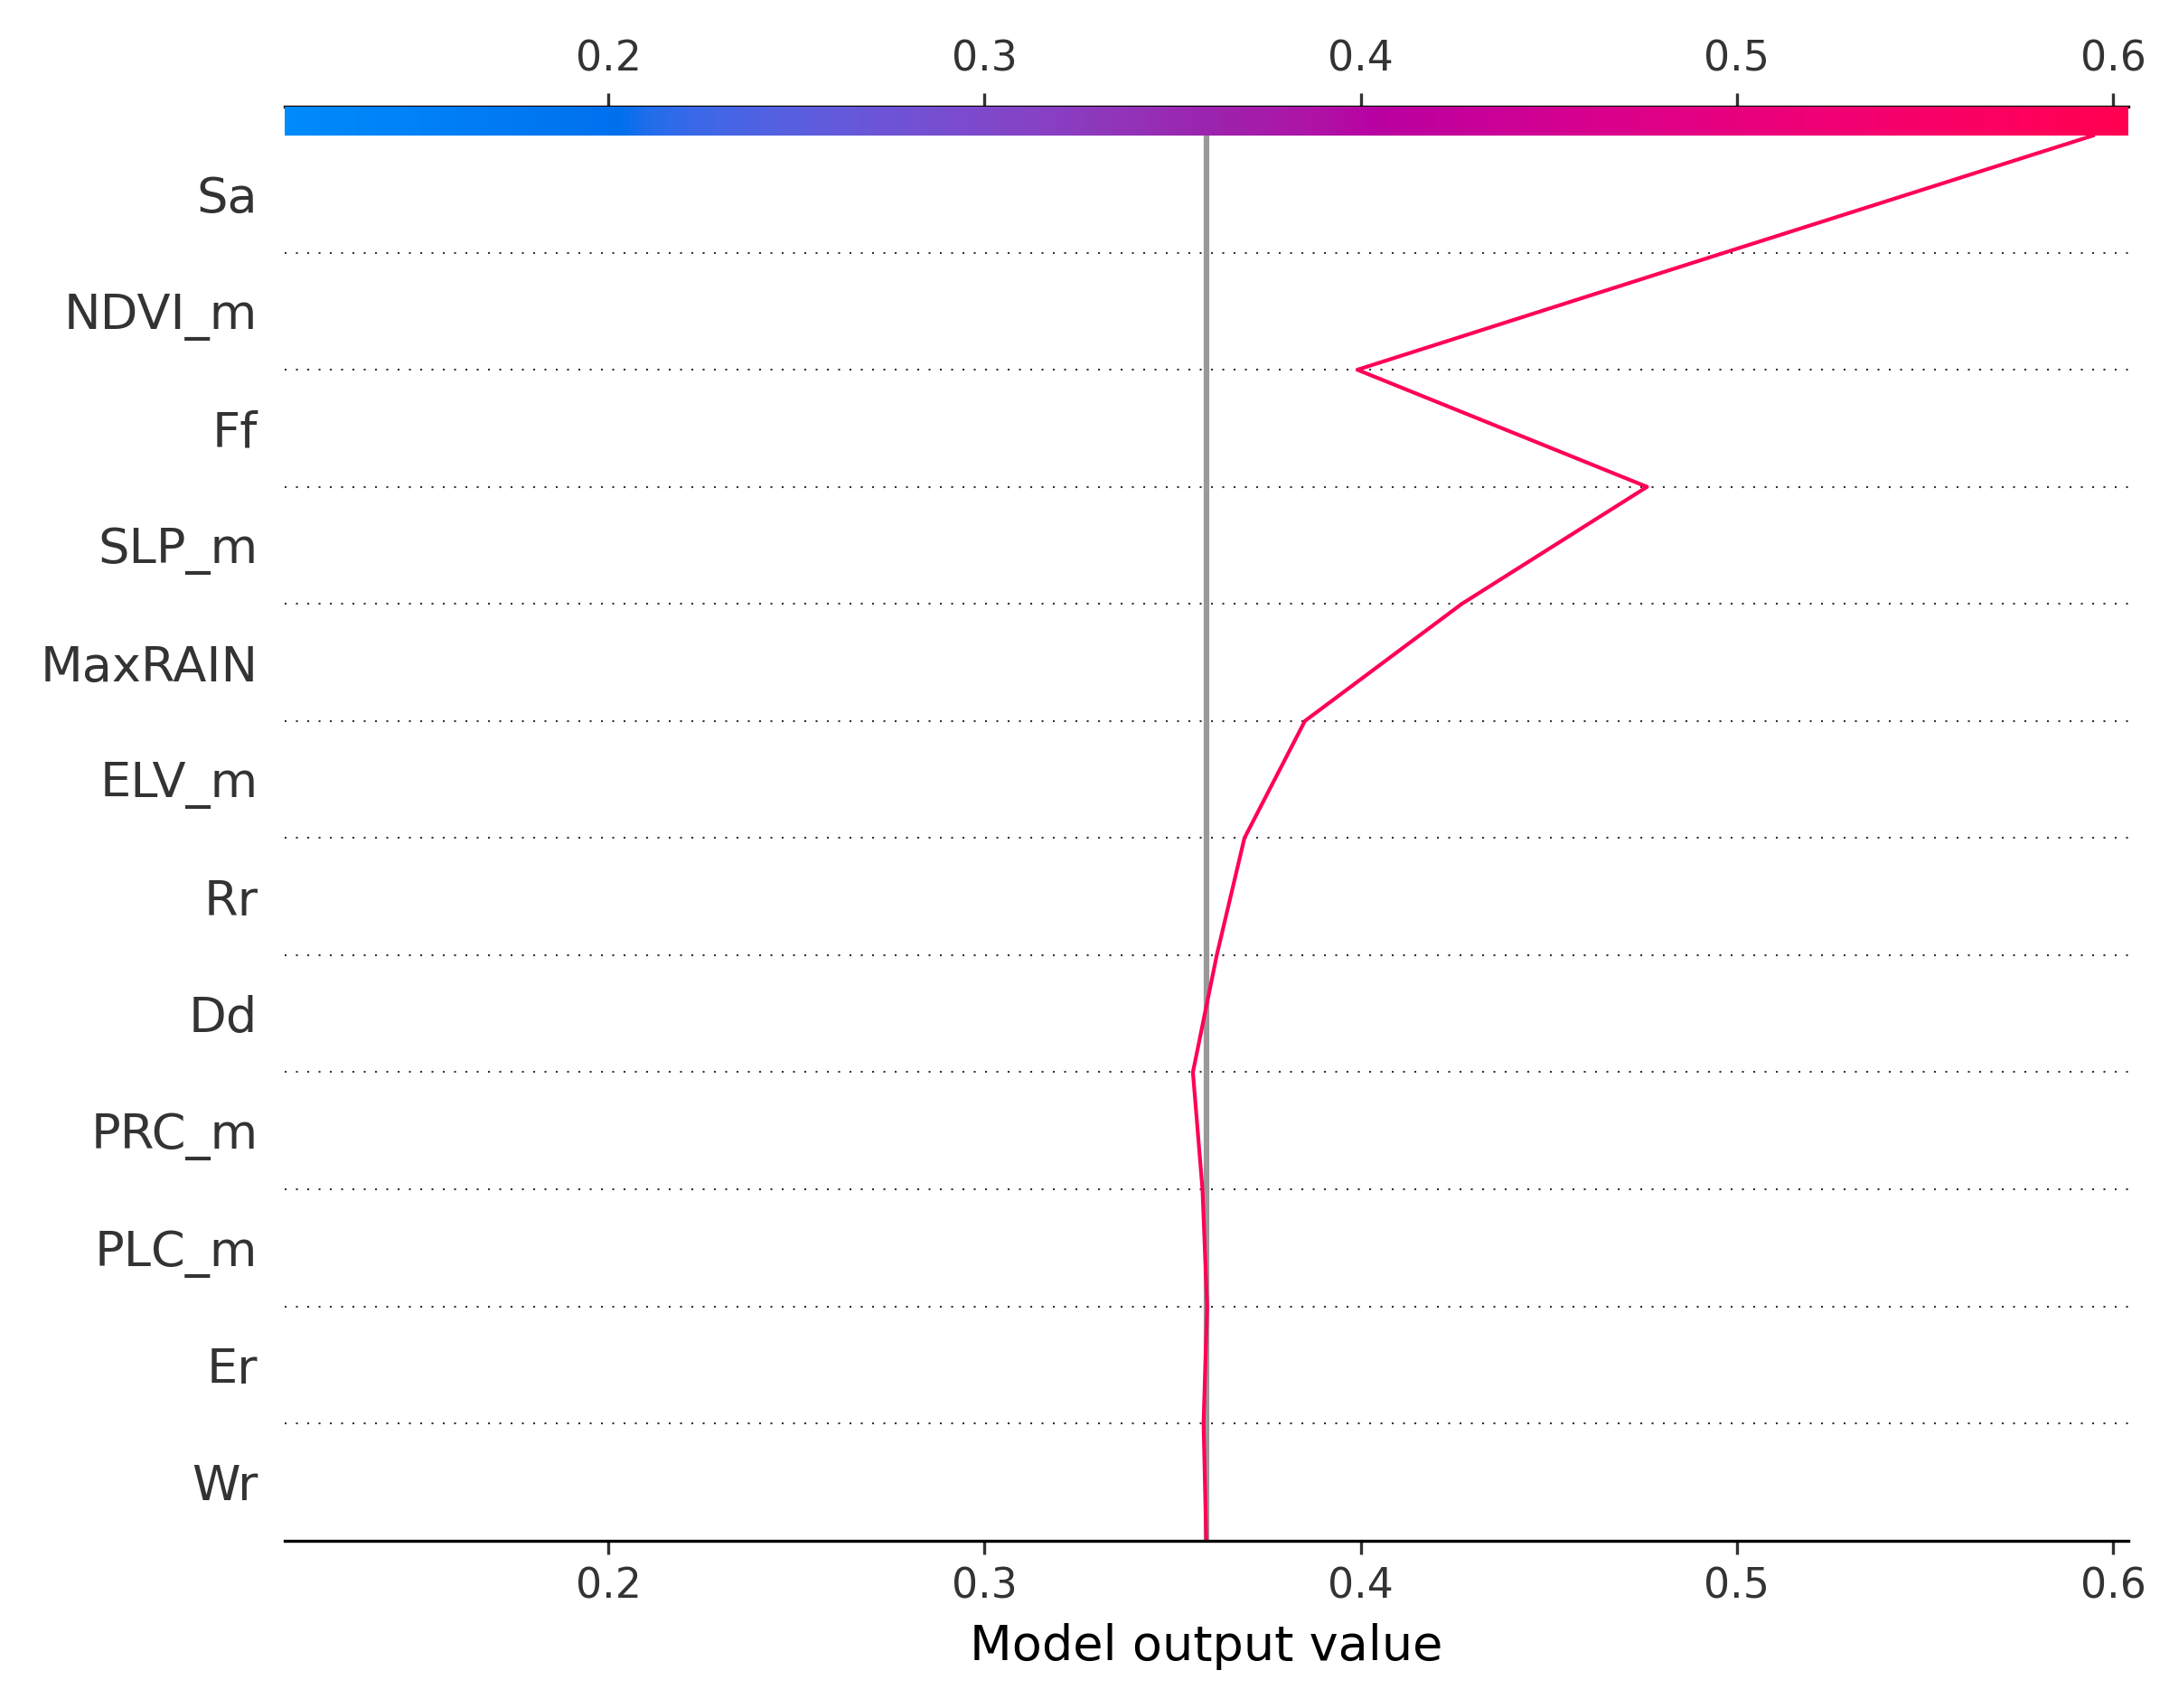 0.2 0.3 0.4 0.5 0.6
Sa
NDVI_m
Ff
SLP_m
MaxRAIN
ELV_m
Rr
Dd
PRC_m
PLC_m
Er
Wr
0.2 0.3 0.4 0.5 0.6
Model output value